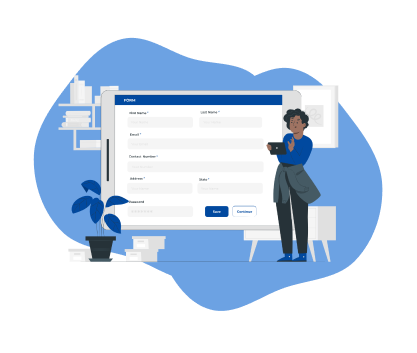 FORM
First Name *
Last Name *
Email *
Contact Number *
Address *
State *
Password
Save
Continue